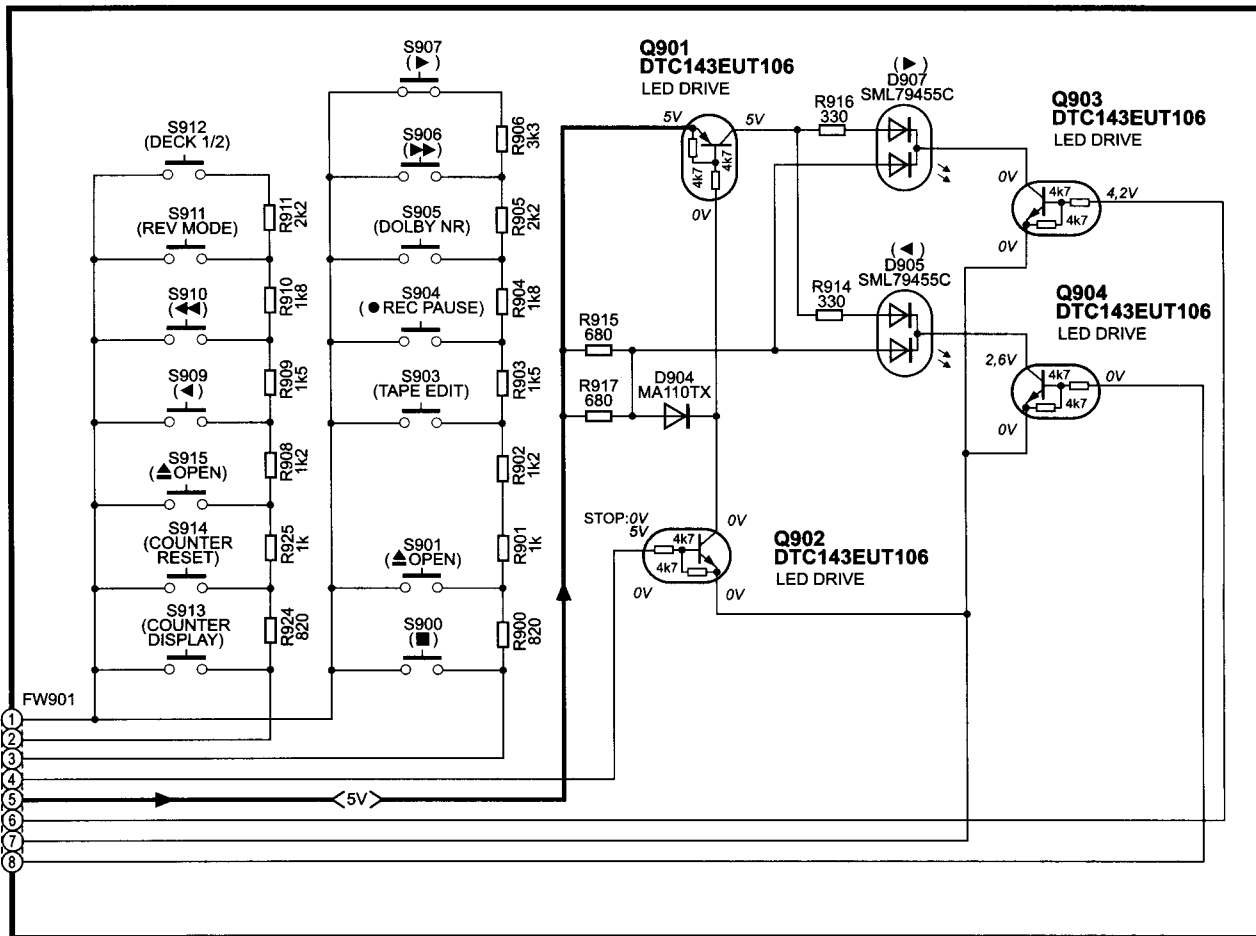 S907
(▶)
S906
(▶▶)
S905
(DOLBY NR)
S904
(●REC PAUSE)
S903
(TAPE EDIT)
S901
(⏏OPEN)
S900
(■)
R906
3k3
R905
2k2
R904
1k8
R903
1k5
R902
1k2
R901
1k
R900
820
S912
(DECK 1/2)
S911
(REV MODE)
S910
(◀◀)
S909
(◀)
S915
(⏏OPEN)
S914
(COUNTER
RESET)
S913
(COUNTER
DISPLAY)
R911
2k2
R910
1k8
R909
1k5
R908
1k2
R925
1k
R924
820
Q901
DTC143EUT106
LED DRIVE
5V
5V
4k7
4k7
0V
R916
330
(▶)
D907
SML79455C
Q903
DTC143EUT106
LED DRIVE
0V
4k7
4,2V
4k7
0V
(◀)
D905
SML79455C
R914
330
Q904
DTC143EUT106
LED DRIVE
2,6V
4k7
0V
4k7
0V
R915
680
R917
680
D904
MA110TX
STOP:0V
5V
0V
4k7
4k7
0V
0V
Q902
DTC143EUT106
LED DRIVE
FW901
1
2
3
4
5
<5V>
6
7
8